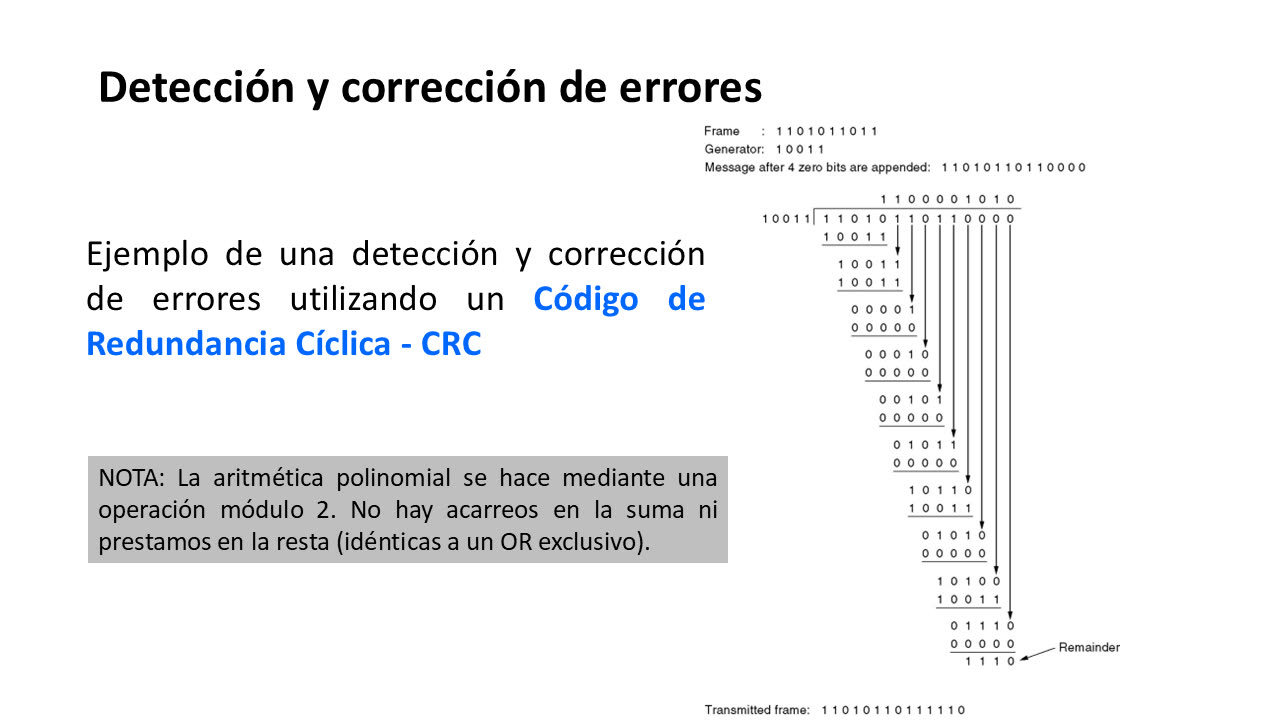 Detección y corrección de errores
Frame : 1 1 0 1 0 1 1 0 1 1
Generator: 1 0 0 1 1
Message after 4 zero bits are appended: 1 1 0 1 0 1 1 0 1 1 0 0 0 0
Ejemplo de una detección y corrección
de errores utilizando un Código de
Redundancia Cíclica - CRC
NOTA: La aritmética polinomial se hace mediante una
operación módulo 2. No hay acarreos en la suma ni
prestamos en la resta (idénticas a un OR exclusivo).
1 1 0 0 0 0 1 0 1 0
1 0 0 1 1 1 1 0 1 0 1 1 0 1 1 0 0 0 0
1 0 0 1 1
1 0 0 1 1
1 0 0 1 1
0 0 0 0 1
0 0 0 0 0
0 0 0 1 0
0 0 0 0 0
0 0 1 0 1
0 0 0 0 0
0 1 0 1 1
0 0 0 0 0
1 0 1 1 0
1 0 0 1 1
0 1 0 1 0
0 0 0 0 0
1 0 1 0 0
1 0 0 1 1
0 1 1 1 0
0 0 0 0 0
1 1 1 0 Remainder
Transmitted frame: 1 1 0 1 0 1 1 0 1 1 1 1 1 0